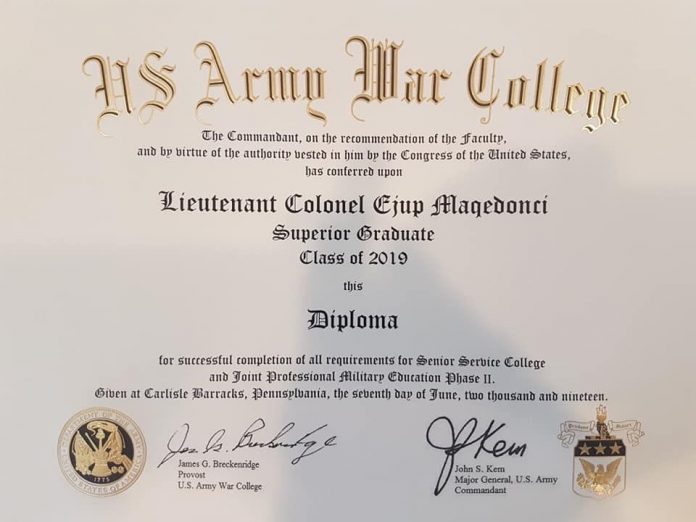 US Army War College
The Commandant, on the recommendation of the Faculty,
and by virtue of the authority vested in him by the Congress of the United States,
has conferred upon
Lieutenant Colonel Ejup Maqedonci
Superior Graduate
Class of 2019
this
Diploma
for successful completion of all requirements for Senior Service College
and Joint Professional Military Education Phase II.
Given at Carlisle Barracks, Pennsylvania, the seventh day of June, two thousand and nineteen.
James G. Breckenridge
Provost
U.S. Army War College
John S. Kem
Major General, U.S. Army
Commandant
1775